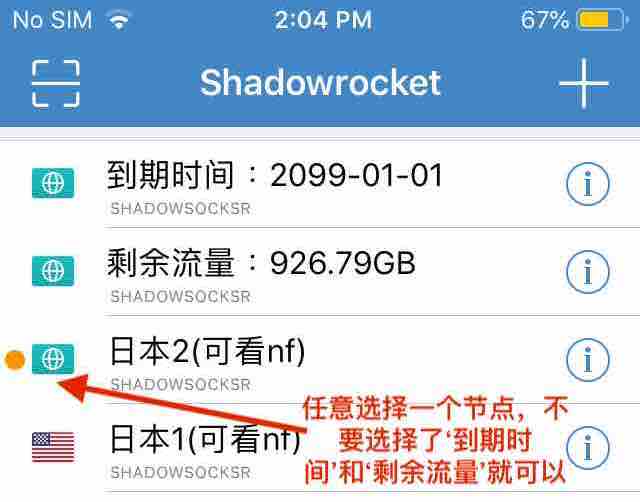 No SIM 2:04 PM 67%
Shadowrocket
到期时间：2099-01-01
SHADOWSOCKSR
剩余流量：926.79GB
SHADOWSOCKSR
日本2(可看nf)
SHADOWSOCKSR
任意选择一个节点，不
要选择了‘到期时
间’和‘剩余流量’就可以
日本1(可看nf)
SHADOWSOCKSR